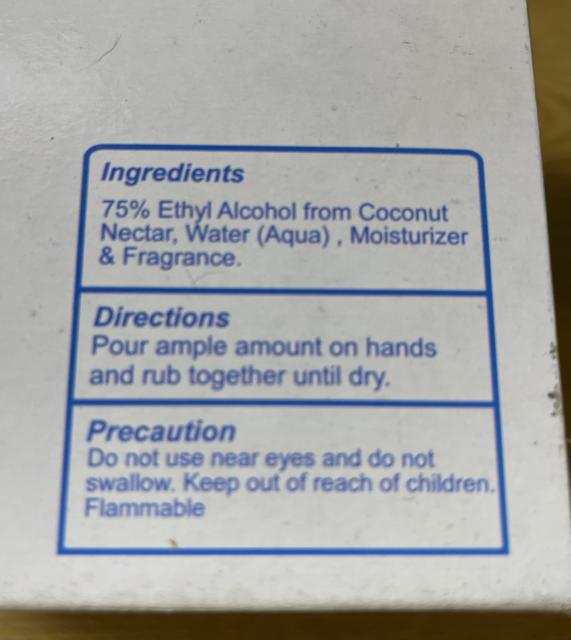 Ingredients
75% Ethyl Alcohol from Coconut
Nectar, Water (Aqua) , Moisturizer
& Fragrance.
Directions
Pour ample amount on hands
and rub together until dry.
Precaution
Do not use near eyes and do not
swallow. Keep out of reach of children.
Flammable